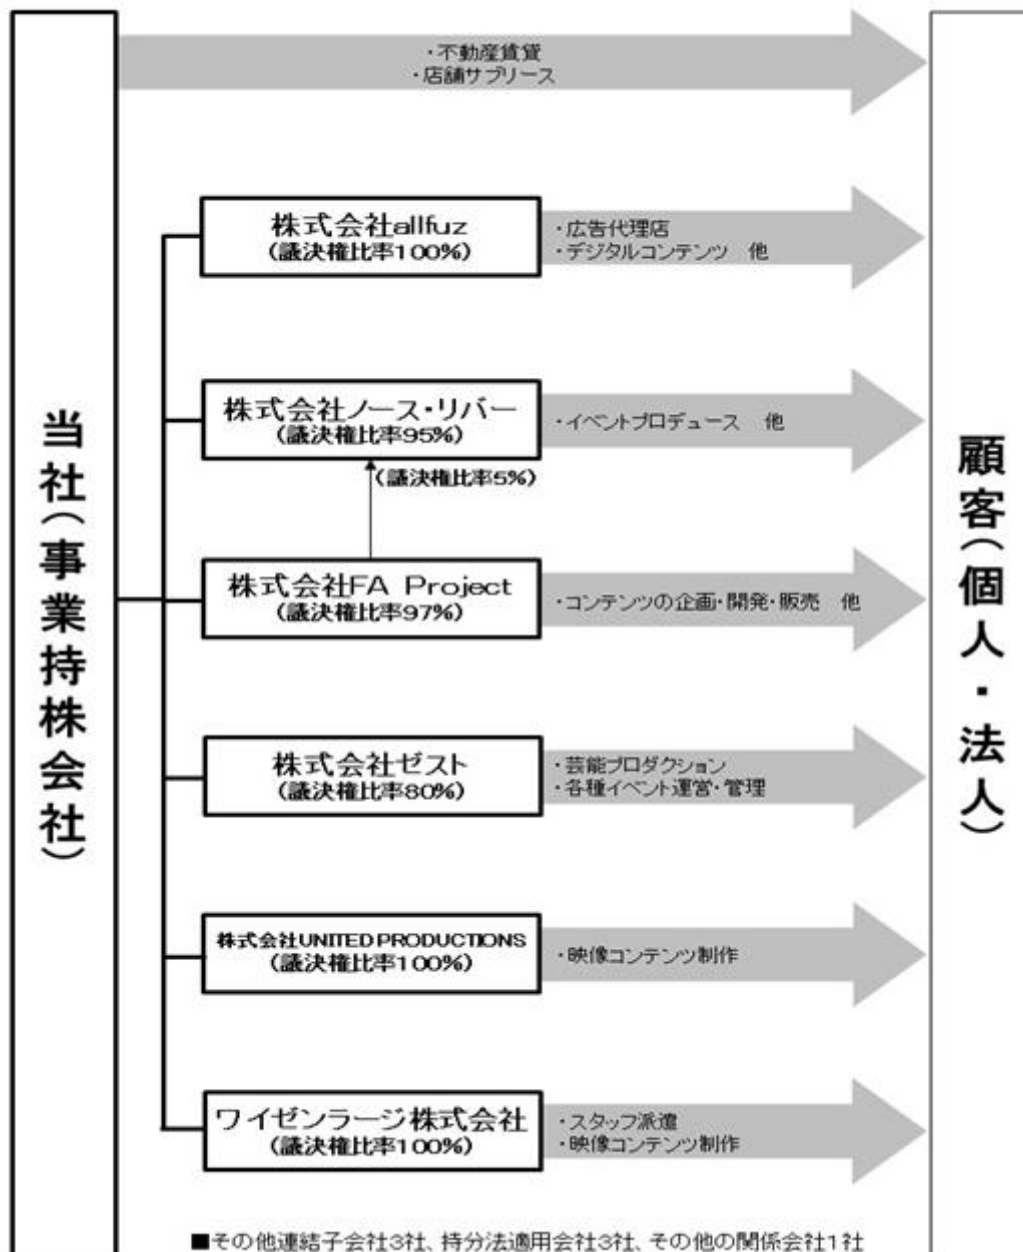 ・不動産賃貸
・店舗サブリース
当社(事業持株会社)
株式会社allfuz
(議決権比率100%)
・広告代理店
・デジタルコンテンツ　他
株式会社ノース・リバー
(議決権比率95%)
・イベントプロデュース　他
(議決権比率5%)
株式会社FA Project
(議決権比率97%)
・コンテンツの企画・開発・販売　他
株式会社ゼスト
(議決権比率80%)
・芸能プロダクション
・各種イベント運営・管理
株式会社UNITED PRODUCTIONS
(議決権比率100%)
・映像コンテンツ制作
ワイゼンラージ株式会社
(議決権比率100%)
・スタッフ派遣
・映像コンテンツ制作
顧客(個人・法人)
■その他連結子会社3社、持分法適用会社3社、その他の関係会社1社